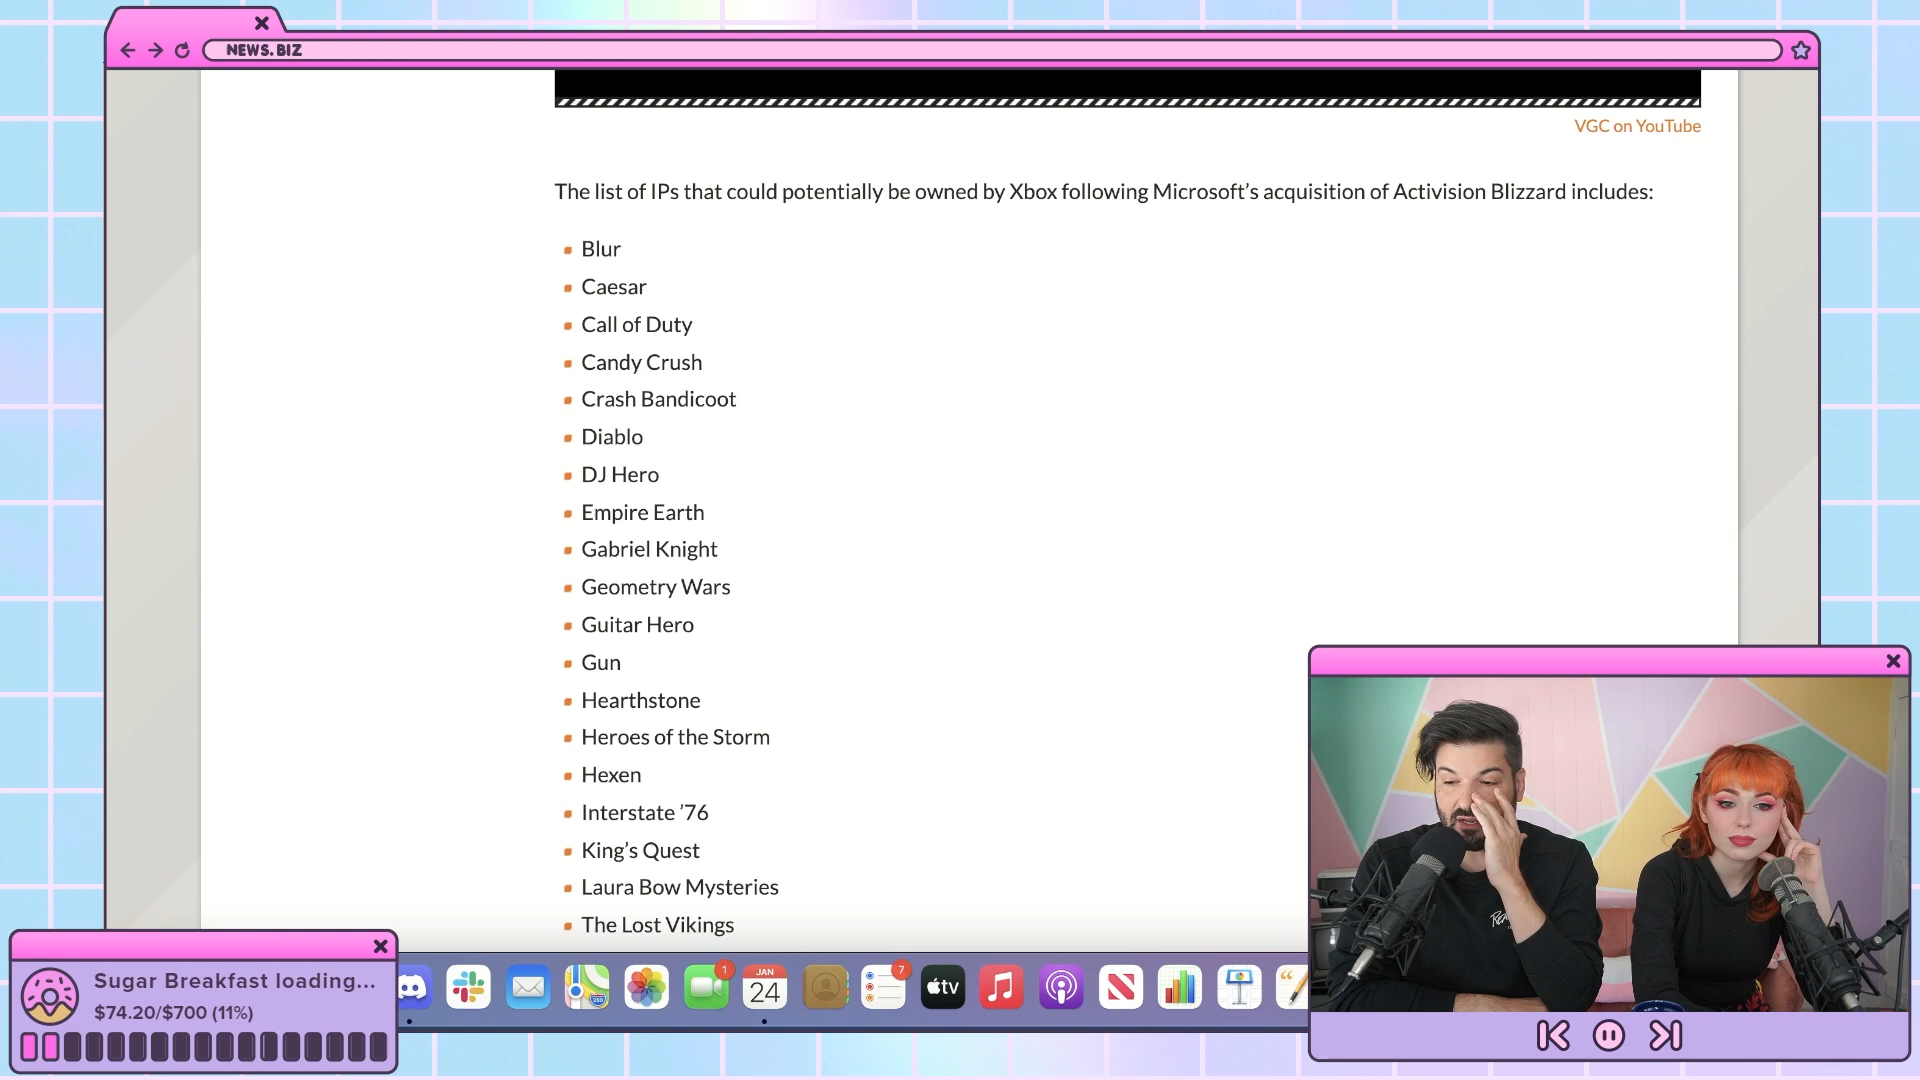 NEWS.BIZ
VGC on YouTube
The list of IPs that could potentially be owned by Xbox following Microsoft’s acquisition of Activision Blizzard includes:
Blur
Caesar
Call of Duty
Candy Crush
Crash Bandicoot
Diablo
DJ Hero
Empire Earth
Gabriel Knight
Geometry Wars
Guitar Hero
Gun
Hearthstone
Heroes of the Storm
Hexen
Interstate ’76
King’s Quest
Laura Bow Mysteries
The Lost Vikings
Sugar Breakfast loading...
$74.20/$700 (11%)
280
1
JAN
24
7
tv